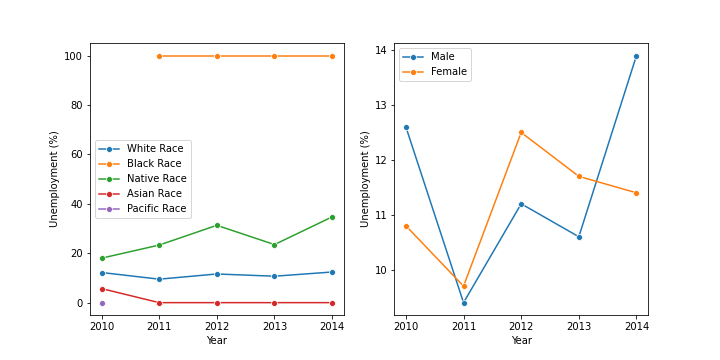 100
80
60
40
20
0
Unemployment (%)
White Race
Black Race
Native Race
Asian Race
Pacific Race
2010 2011 2012 2013 2014
Year
14
13
12
11
10
Unemployment (%)
Male
Female
2010 2011 2012 2013 2014
Year